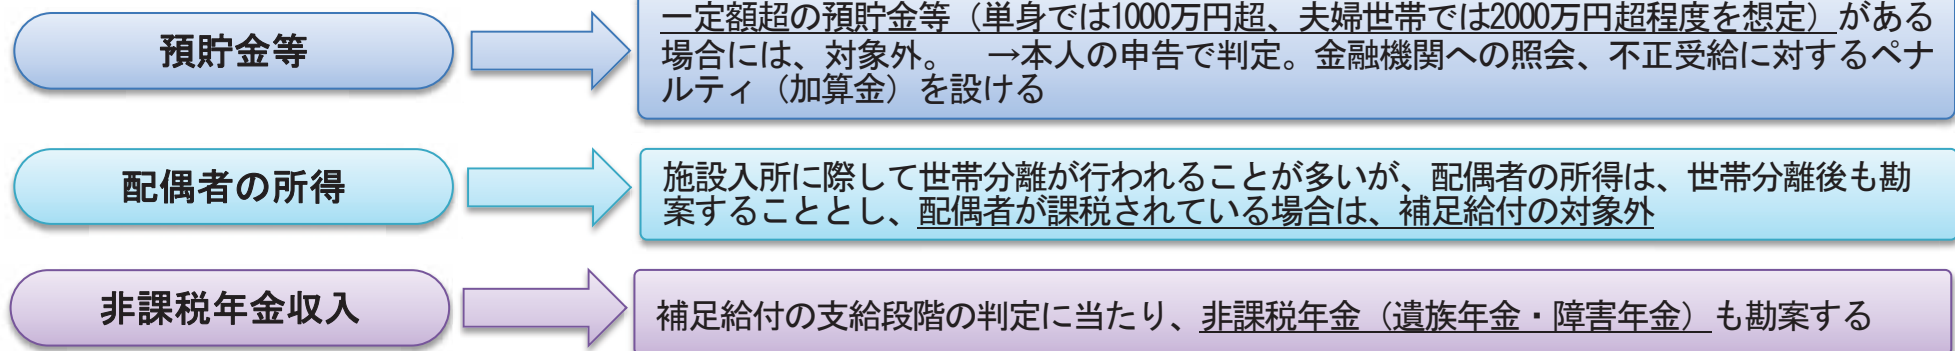 預貯金等
一定額超の預貯金等（単身では1000万円超、夫婦世帯では2000万円超程度を想定）がある
場合には、対象外。　→本人の申告で判定。金融機関への照会、不正受給に対するペナ
ルティ（加算金）を設ける
配偶者の所得
施設入所に際して世帯分離が行われることが多いが、配偶者の所得は、世帯分離後も勘
案することとし、配偶者が課税されている場合は、補足給付の対象外
非課税年金収入
補足給付の支給段階の判定に当たり、非課税年金（遺族年金・障害年金）も勘案する